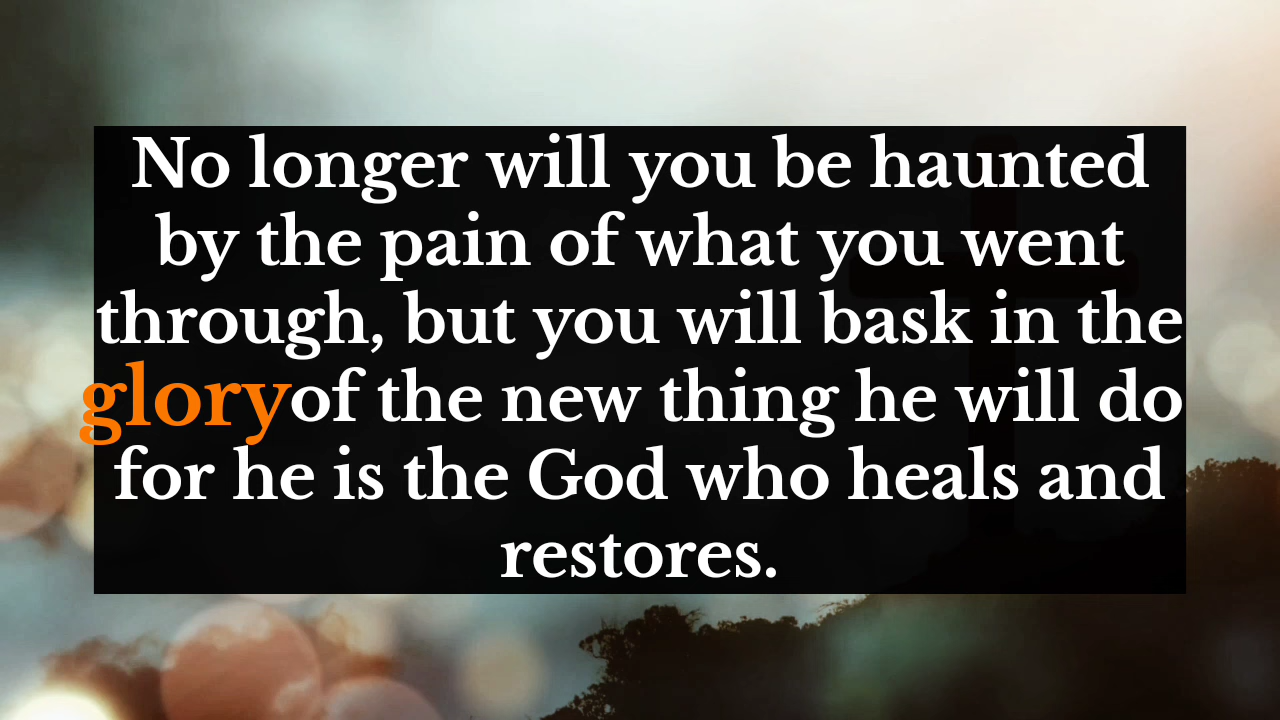 No longer will you be haunted
by the pain of what you went
through, but you will bask in the
glory of the new thing he will do
for he is the God who heals and
restores.